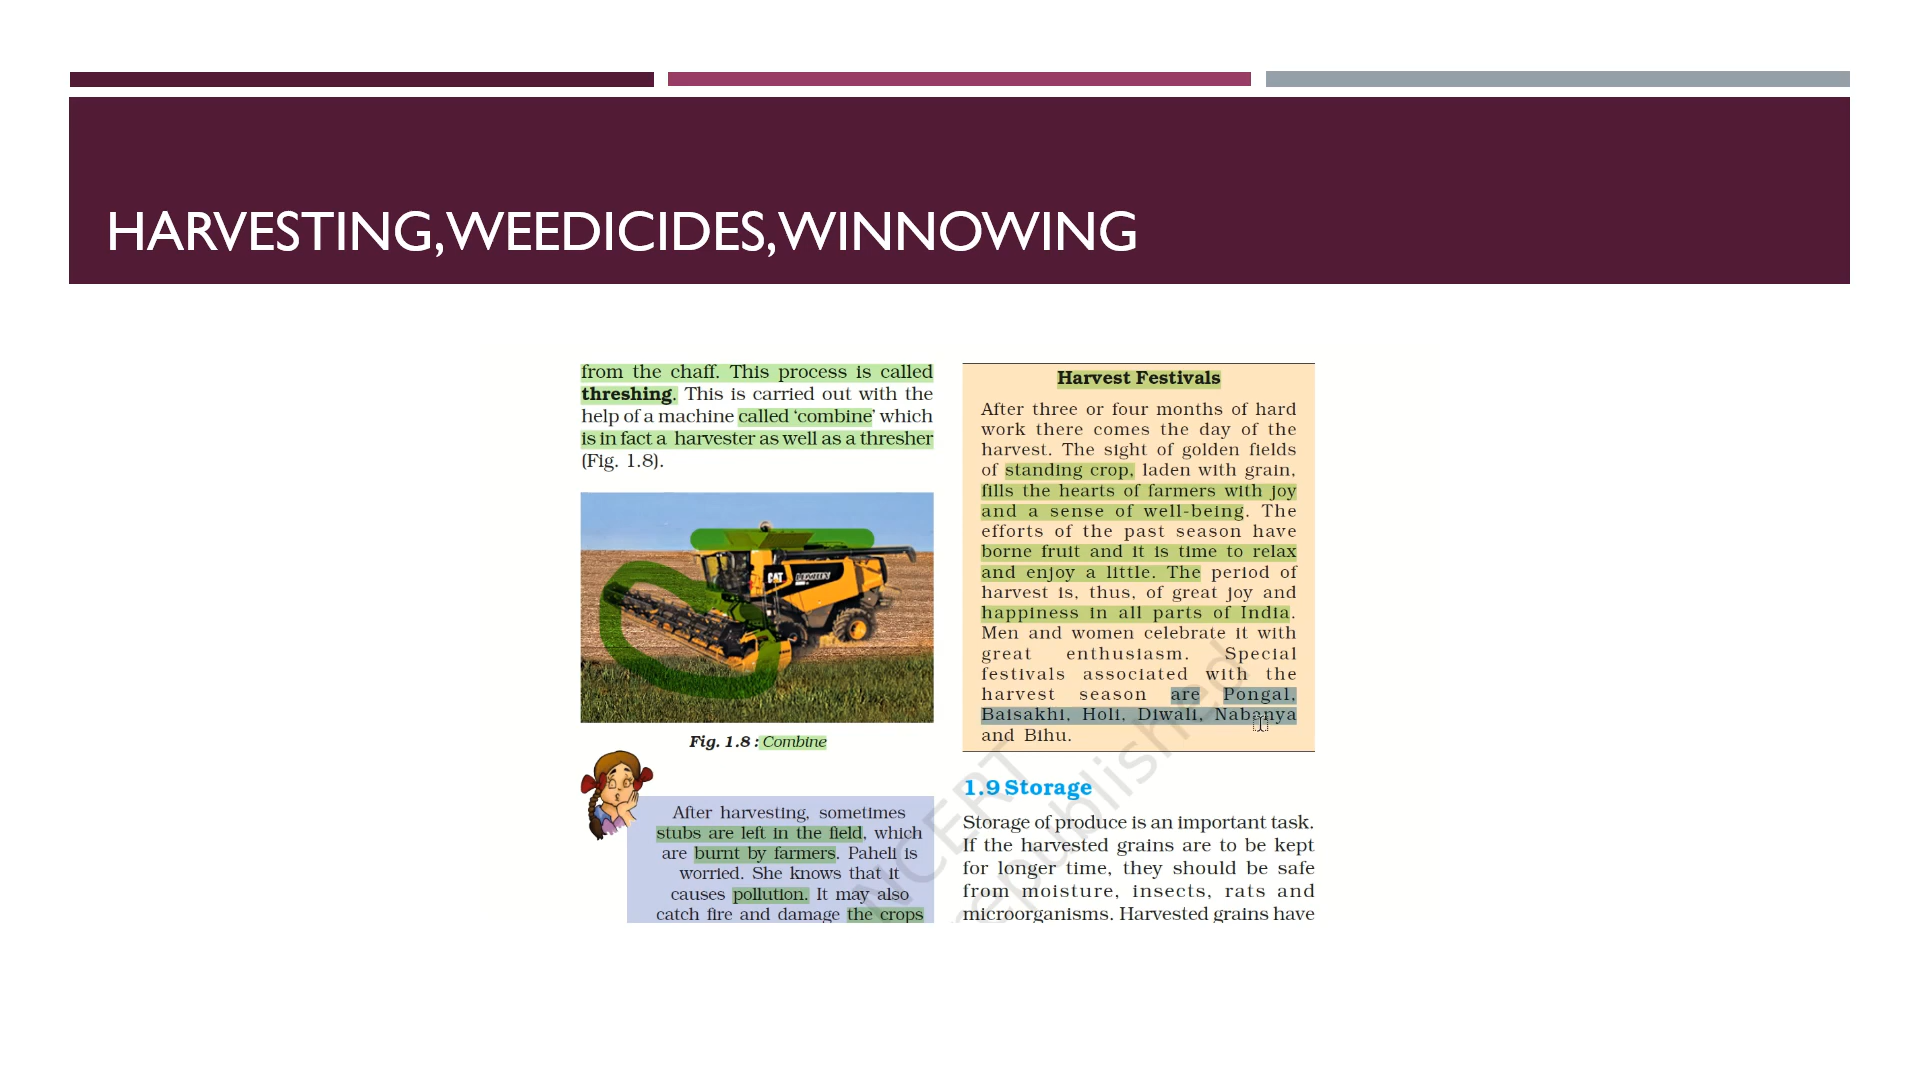 HARVESTING,WEEDICIDES,WINNOWING
from the chaff. This process is called
threshing. This is carried out with the
help of a machine called ‘combine’ which
is in fact a harvester as well as a thresher
(Fig. 1.8).
CAT
Fig. 1.8 : Combine
After harvesting, sometimes
stubs are left in the field, which
are burnt by farmers. Paheli is
worried. She knows that it
causes pollution. It may also
catch fire and damage the crops
Harvest Festivals
After three or four months of hard
work there comes the day of the
harvest. The sight of golden fields
of standing crop, laden with grain,
fills the hearts of farmers with joy
and a sense of well-being. The
efforts of the past season have
borne fruit and it is time to relax
and enjoy a little. The period of
harvest is, thus, of great joy and
happiness in all parts of India.
Men and women celebrate it with
great enthusiasm. Special
festivals associated with the
harvest season are Pongal,
Baisakhi, Holi, Diwali, Nabanya
and Bihu.
1.9 Storage
Storage of produce is an important task.
If the harvested grains are to be kept
for longer time, they should be safe
from moisture, insects, rats and
microorganisms. Harvested grains have
NCERT
republished